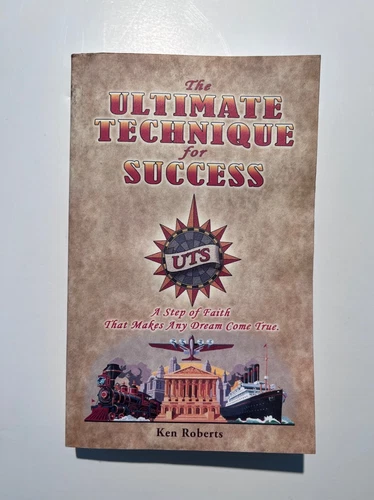 The
ULTIMATE
TECHNIQUE
for
SUCCESS
UTS
A Step of Faith
That Makes Any Dream Come True.
Ken Roberts